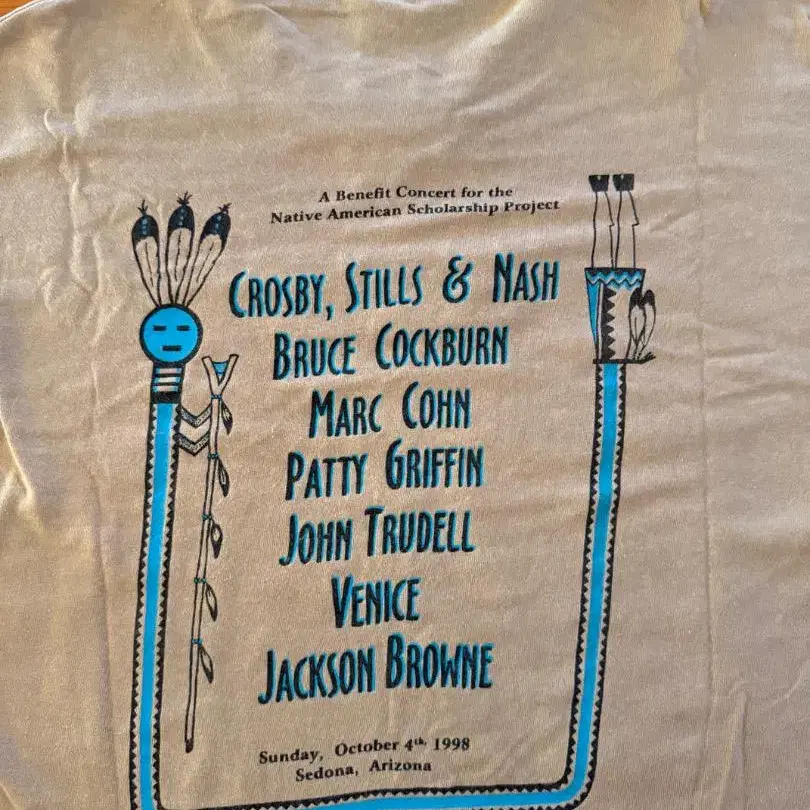 A Benefit Concert for the
Native American Scholarship Project
CROSBY, STILLS & NASH
BRUCE COCKBURN
MARC COHN
PATTY GRIFFIN
JOHN TRUDELL
VENICE
JACKSON BROWNE
Sunday, October 4th, 1998
Sedona, Arizona